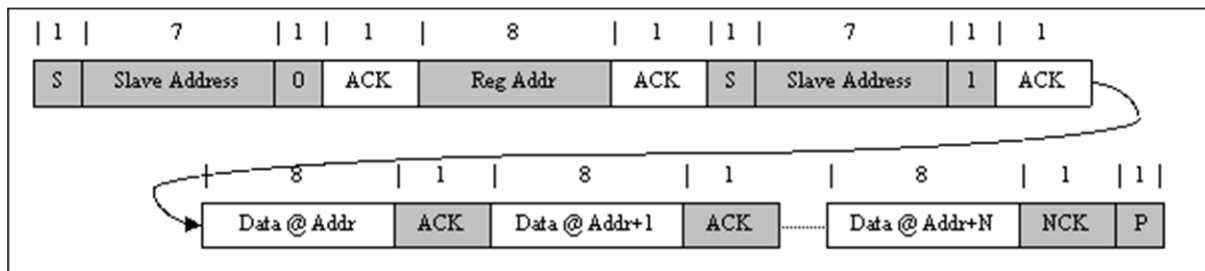 | 1 | 7 | 1 | 1 | 8 | 1 | 1 | 7 | 1 | 1
S Slave Address 0 ACK Reg Addr ACK S Slave Address 1 ACK
| 8 | 1 | 8 | 1 | | 8 | 1 | 1 |
Data @ Addr ACK Data @ Addr+1 ACK Data @ Addr+N NCK P